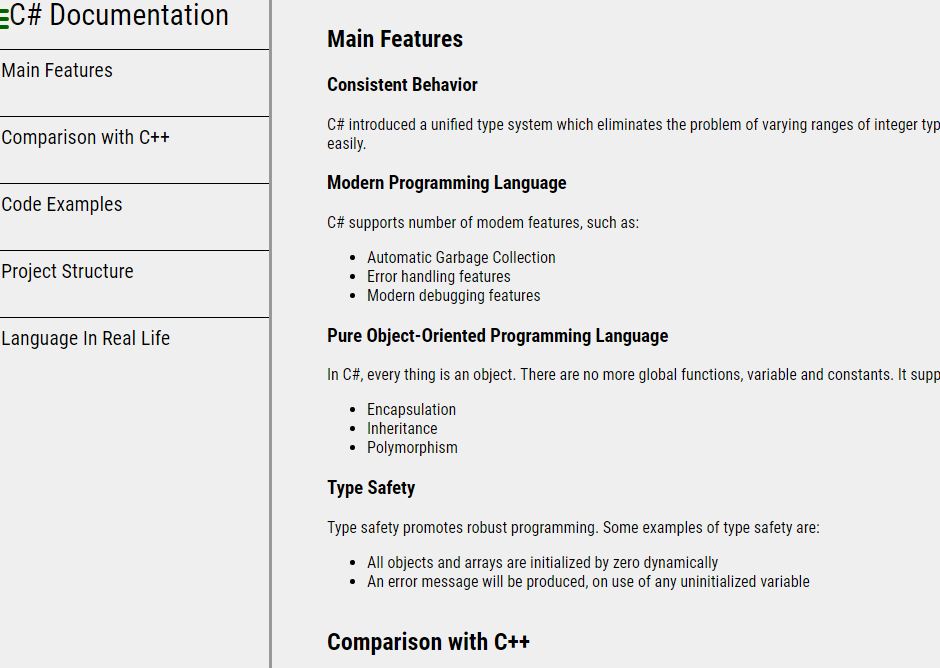 C# Documentation
Main Features
Comparison with C++
Code Examples
Project Structure
Language In Real Life
Main Features
Consistent Behavior
C# introduced a unified type system which eliminates the problem of varying ranges of integer typ
easily.
Modern Programming Language
C# supports number of modem features, such as:
Automatic Garbage Collection
Error handling features
Modern debugging features
Pure Object-Oriented Programming Language
In C#, every thing is an object. There are no more global functions, variable and constants. It supp
Encapsulation
Inheritance
Polymorphism
Type Safety
Type safety promotes robust programming. Some examples of type safety are:
All objects and arrays are initialized by zero dynamically
An error message will be produced, on use of any uninitialized variable
Comparison with C++